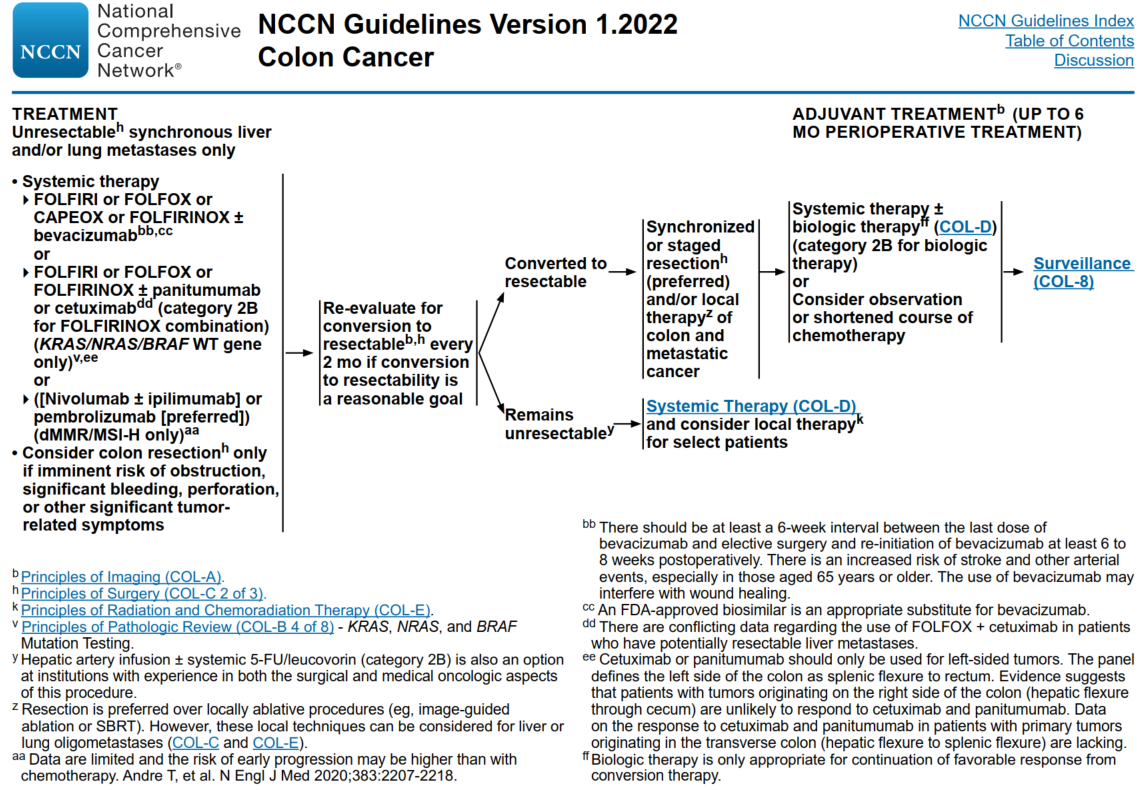 National
Comprehensive
NCCN Cancer
Network®
NCCN Guidelines Version 1.2022
Colon Cancer
NCCN Guidelines Index
Table of Contents
Discussion
TREATMENT
Unresectableh synchronous liver
and/or lung metastases only
ADJUVANT TREATMENTb (UP TO 6
MO PERIOPERATIVE TREATMENT)
• Systemic therapy
FOLFIRI or FOLFOX or
CAPEOX or FOLFIRINOX ±
bevacizumabbb,cc
or
FOLFIRI or FOLFOX or
FOLFIRINOX ± panitumumab
or cetuximabdd (category 2B
for FOLFIRINOX combination)
(KRAS/NRAS/BRAF WT gene
only)v,ee
or
([Nivolumab ± ipilimumab] or
pembrolizumab [preferred])
(dMMR/MSI-H only)aa
• Consider colon resectionh only
if imminent risk of obstruction,
significant bleeding, perforation,
or other significant tumor-
related symptoms
Re-evaluate for
conversion to
resectableb,h every
2 mo if conversion
to resectability is
a reasonable goal
Converted to
resectable
Synchronized
or staged
resectionh
(preferred)
and/or local
therapyz of
colon and
metastatic
cancer
Systemic therapy ±
biologic therapyff (COL-D)
(category 2B for biologic
therapy)
or
Consider observation
or shortened course of
chemotherapy
Surveillance
(COL-8)
Remains
unresectabley
Systemic Therapy (COL-D)
and consider local therapyk
for select patients
b Principles of Imaging (COL-A).
h Principles of Surgery (COL-C 2 of 3).
k Principles of Radiation and Chemoradiation Therapy (COL-E).
v Principles of Pathologic Review (COL-B 4 of 8) - KRAS, NRAS, and BRAF
Mutation Testing.
y Hepatic artery infusion ± systemic 5-FU/leucovorin (category 2B) is also an option
at institutions with experience in both the surgical and medical oncologic aspects
of this procedure.
z Resection is preferred over locally ablative procedures (eg, image-guided
ablation or SBRT). However, these local techniques can be considered for liver or
lung oligometastases (COL-C and COL-E).
aa Data are limited and the risk of early progression may be higher than with
chemotherapy. Andre T, et al. N Engl J Med 2020;383:2207-2218.
bb There should be at least a 6-week interval between the last dose of
bevacizumab and elective surgery and re-initiation of bevacizumab at least 6 to
8 weeks postoperatively. There is an increased risk of stroke and other arterial
events, especially in those aged 65 years or older. The use of bevacizumab may
interfere with wound healing.
cc An FDA-approved biosimilar is an appropriate substitute for bevacizumab.
dd There are conflicting data regarding the use of FOLFOX + cetuximab in patients
who have potentially resectable liver metastases.
ee Cetuximab or panitumumab should only be used for left-sided tumors. The panel
defines the left side of the colon as splenic flexure to rectum. Evidence suggests
that patients with tumors originating on the right side of the colon (hepatic flexure
through cecum) are unlikely to respond to cetuximab and panitumumab. Data
on the response to cetuximab and panitumumab in patients with primary tumors
originating in the transverse colon (hepatic flexure to splenic flexure) are lacking.
ff Biologic therapy is only appropriate for continuation of favorable response from
conversion therapy.